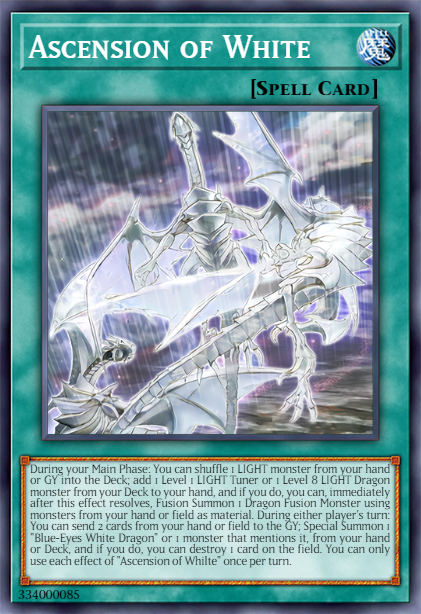 ASCENSION OF WHITE
魔
[SPELL CARD]
During your Main Phase: You can shuffle 1 LIGHT monster from your hand
or GY into the Deck; add 1 Level 1 LIGHT Tuner or 1 Level 8 LIGHT Dragon
monster from your Deck to your hand, and if you do, you can, immediately
after this effect resolves, Fusion Summon 1 Dragon Fusion Monster using
monsters from your hand or field as material. During either player's turn:
You can send 2 cards from your hand or field to the GY; Special Summon 1
"Blue-Eyes White Dragon" or 1 monster that mentions it, from your hand
or Deck, and if you do, you can destroy 1 card on the field. You can only
use each effect of "Ascension of Whilte" once per turn.
334000085